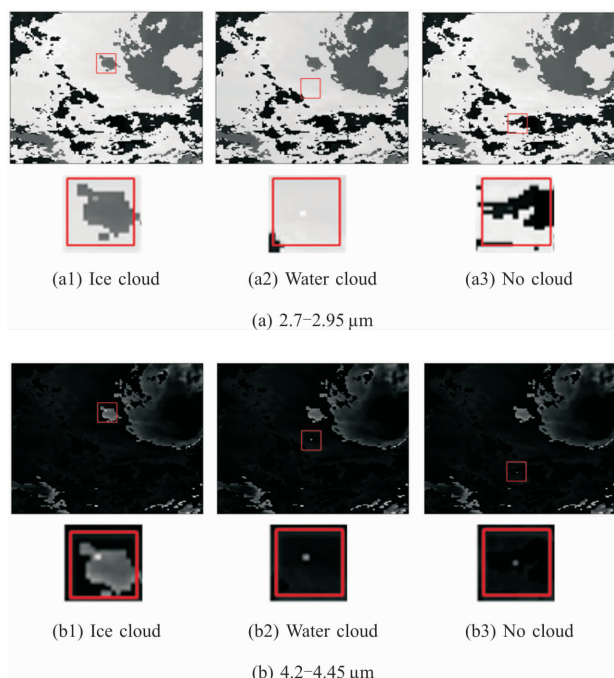 (a1) Ice cloud
(a2) Water cloud
(a3) No cloud
(a) 2.7−2.95 μm
(b1) Ice cloud
(b2) Water cloud
(b3) No cloud
(b) 4.2−4.45 μm